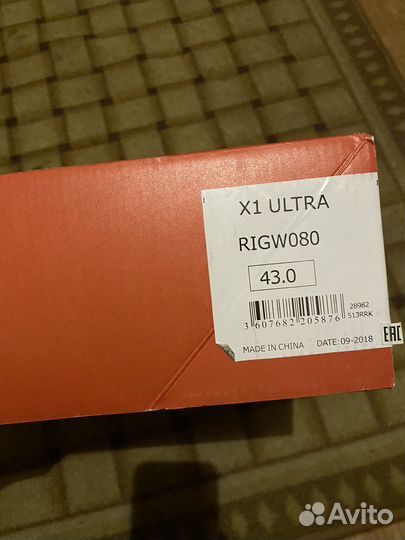 X1 ULTRA
RIGW080
43.0
28982
3 607682 205876
513RRK
MADE IN CHINA DATE:09-2018
EAC
Avito